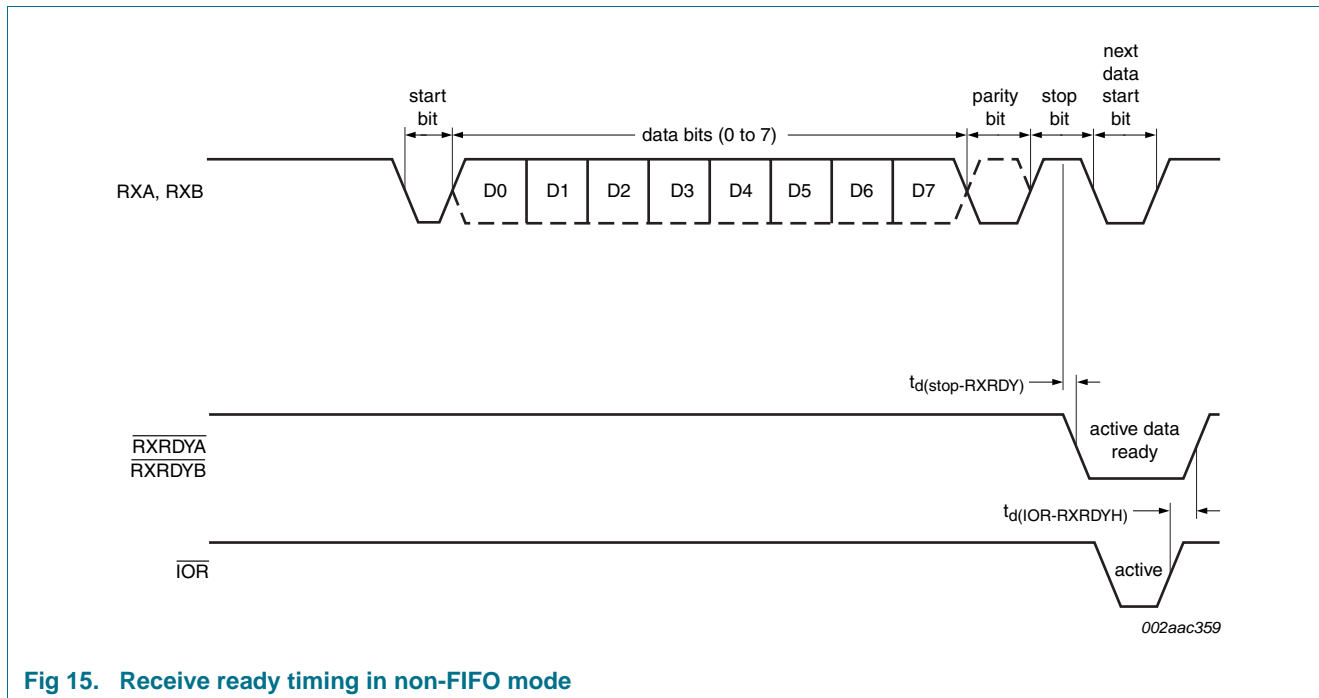 next
data
start
bit
start
bit
parity
bit
stop
bit
data bits (0 to 7)
RXA, RXB
D0 D1 D2 D3 D4 D5 D6 D7
td(stop-RXRDY)
RXRDYA
RXRDYB
active data
ready
td(IOR-RXRDYH)
IOR
active
002aac359
Fig 15. Receive ready timing in non-FIFO mode